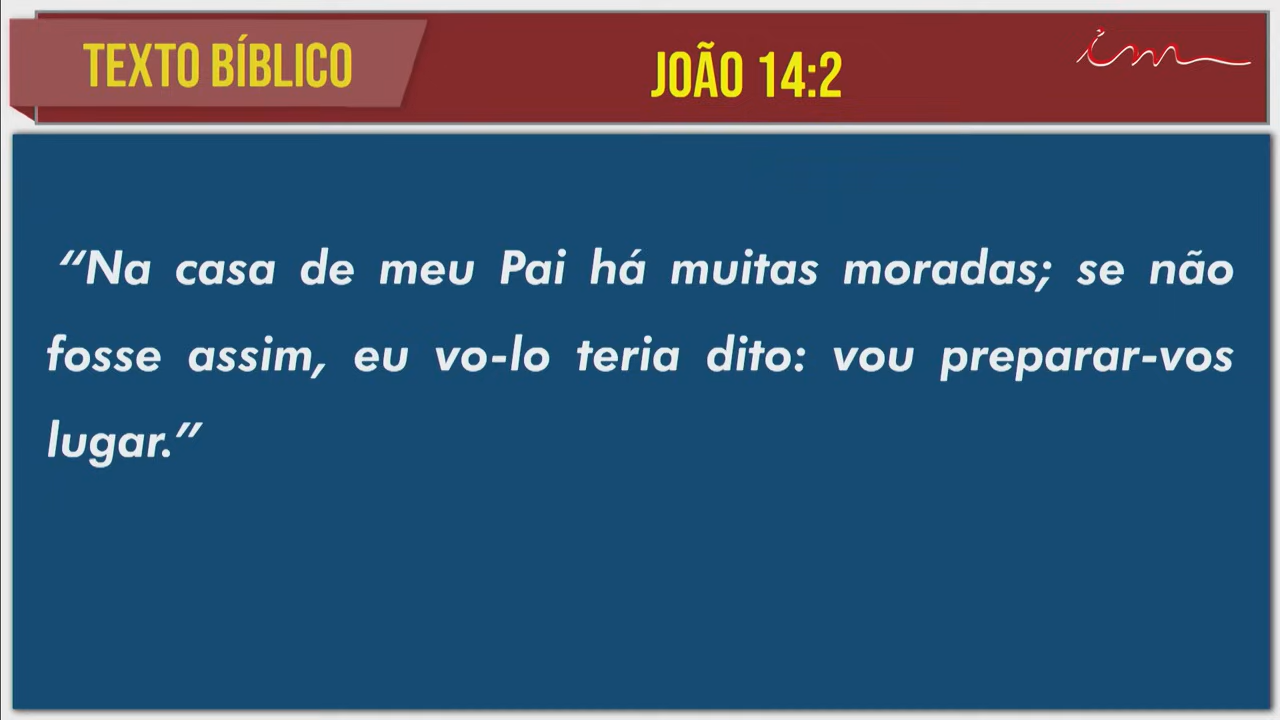 TEXTO BÍBLICO
JOÃO 14:2
im
“Na casa de meu Pai há muitas moradas; se não
fosse assim, eu vo-lo teria dito: vou preparar-vos
lugar.”